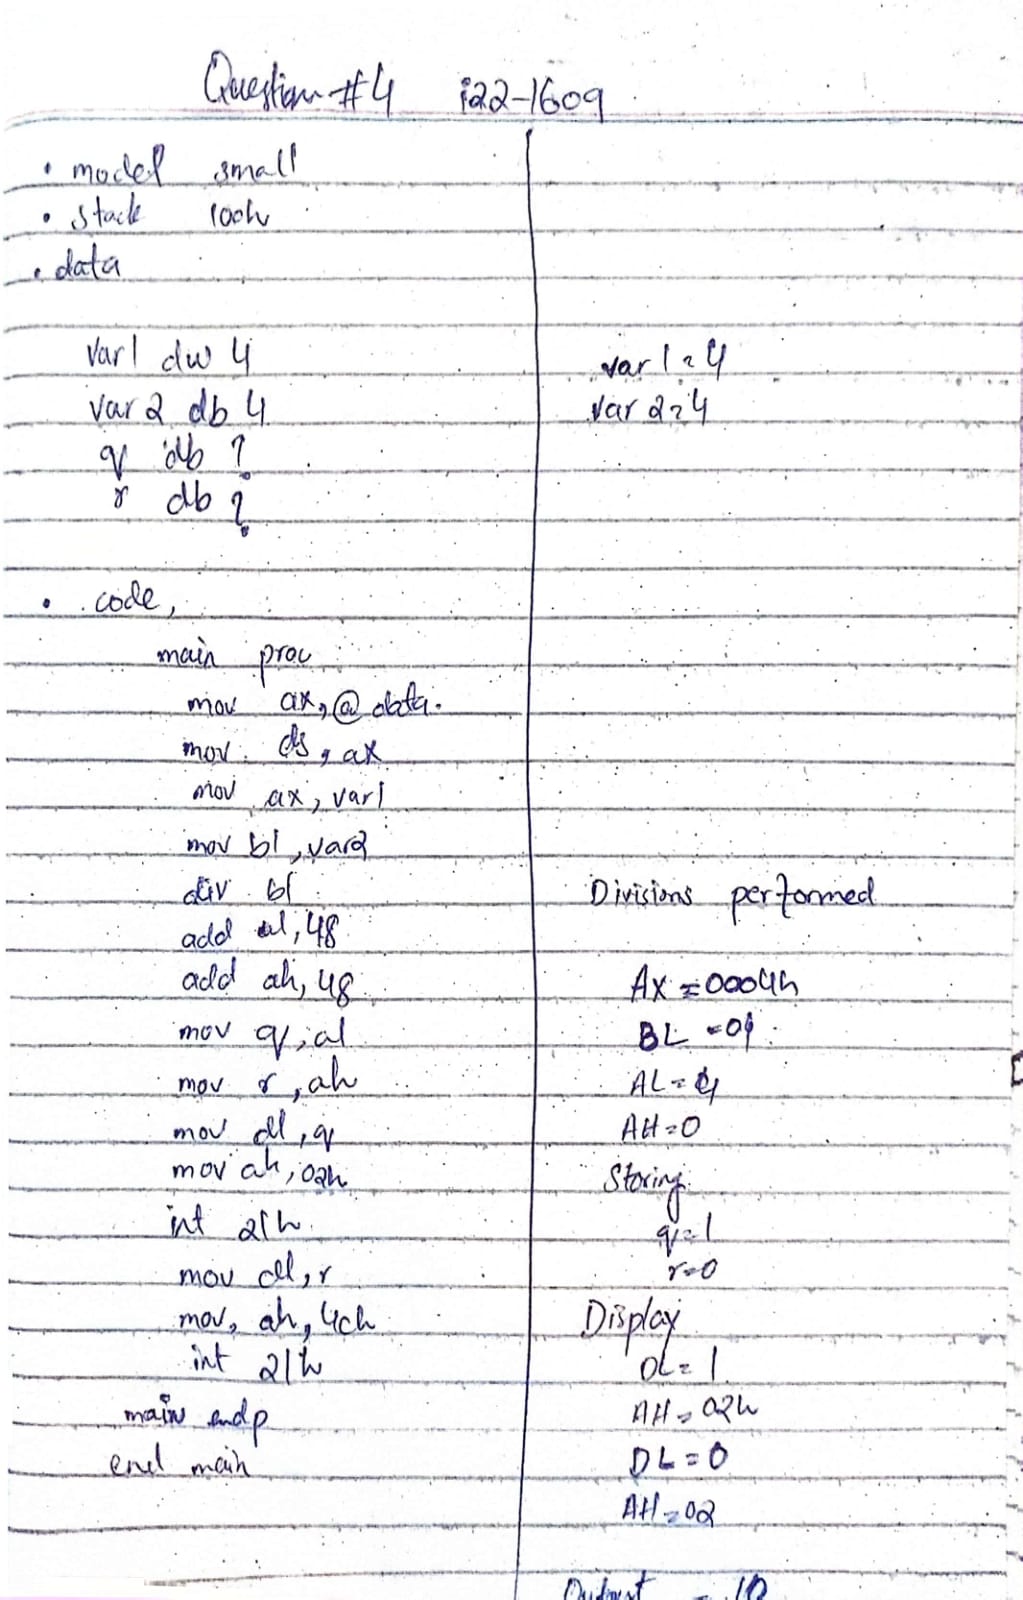 Question #4 i22-1609
. model small
. stack 100h
. data
var1 dw 4
var2 db 4
q db ?
r db ?
. code
main proc
mov ax, @data
mov ds, ax
mov ax, var1
mov bl, var2
div bl
add al, 48
add ah, 48
mov q, al
mov r, ah
mov dl, q
mov ah, 02h
int 21h
mov dl, r
mov, ah, 4ch
int 21h
main endp
end main
var1=4
var2=4
Divisions performed
AX=0004h
BL=04
AL=
AH=0
Storing
q=1
r=0
Display
DL=1
AH=02h
DL=0
AH=02
Output = 10